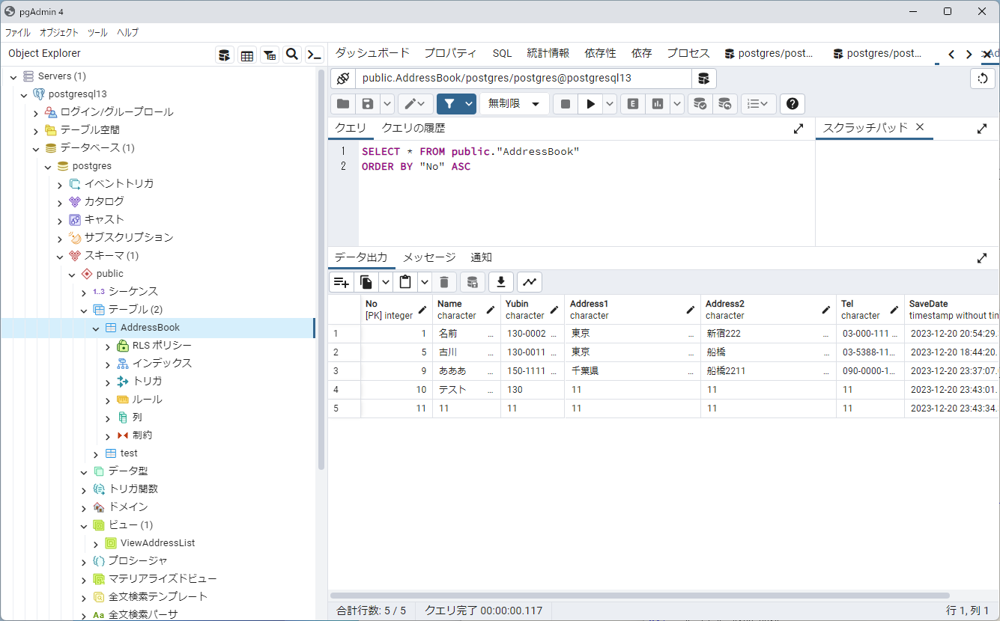 pgAdmin 4
ファイル オブジェクト ツール ヘルプ
Object Explorer
ダッシュボード プロパティ SQL 統計情報 依存性 依存 プロセス postgres/post... postgres/post...
Servers (1)
postgresql13
ログイン/グループロール
テーブル空間
データベース (1)
postgres
イベントトリガ
カタログ
キャスト
サブスクリプション
スキーマ (1)
public
1..3 シーケンス
テーブル (2)
AddressBook
RLS ポリシー
インデックス
トリガ
ルール
列
制約
test
データ型
トリガ関数
ドメイン
ビュー (1)
ViewAddressList
プロシージャ
マテリアライズドビュー
全文検索テンプレート
Aa 全文検索パーサ
public.AddressBook/postgres/postgres@postgresql13
無制限 E
クエリ クエリの履歴 スクラッチパッド
1 SELECT * FROM public."AddressBook"
2 ORDER BY "No" ASC
データ出力 メッセージ 通知
No Name Yubin Address1 Address2 Tel SaveDate
[PK] integer character character character character character timestamp without tin
1 1 名前 ... 130-0002 ... 東京 ... 新宿222 ... 03-000-111 ... 2023-12-20 20:54:29.
2 5 古川 ... 130-0011 ... 東京 ... 船橋 ... 03-5388-11... 2023-12-20 18:44:20.
3 9 あああ ... 150-1111 ... 千葉県 ... 船橋2211 ... 090-0000-1... 2023-12-20 23:37:07.
4 10 テスト ... 130 11 11 11 2023-12-20 23:43:01.
5 11 11 11 11 11 11 2023-12-20 23:43:34.
合計行数: 5 / 5 クエリ完了 00:00:00.117 行 1, 列 1